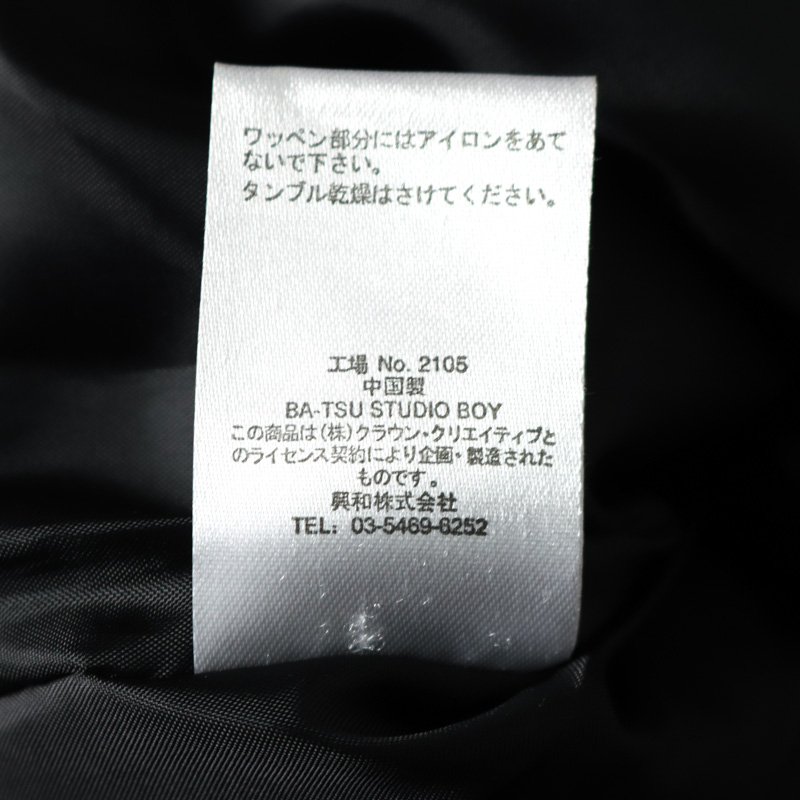 ワッペン部分にはアイロンをあて
ないで下さい。
タンブル乾燥はさけてください。
工場 No. 2105
中国製
BA-TSU STUDIO BOY
この商品は(株)クラウン・クリエイティブと
のライセンス契約により企画・製造された
ものです。
興和株式会社
TEL: 03-5469-6252